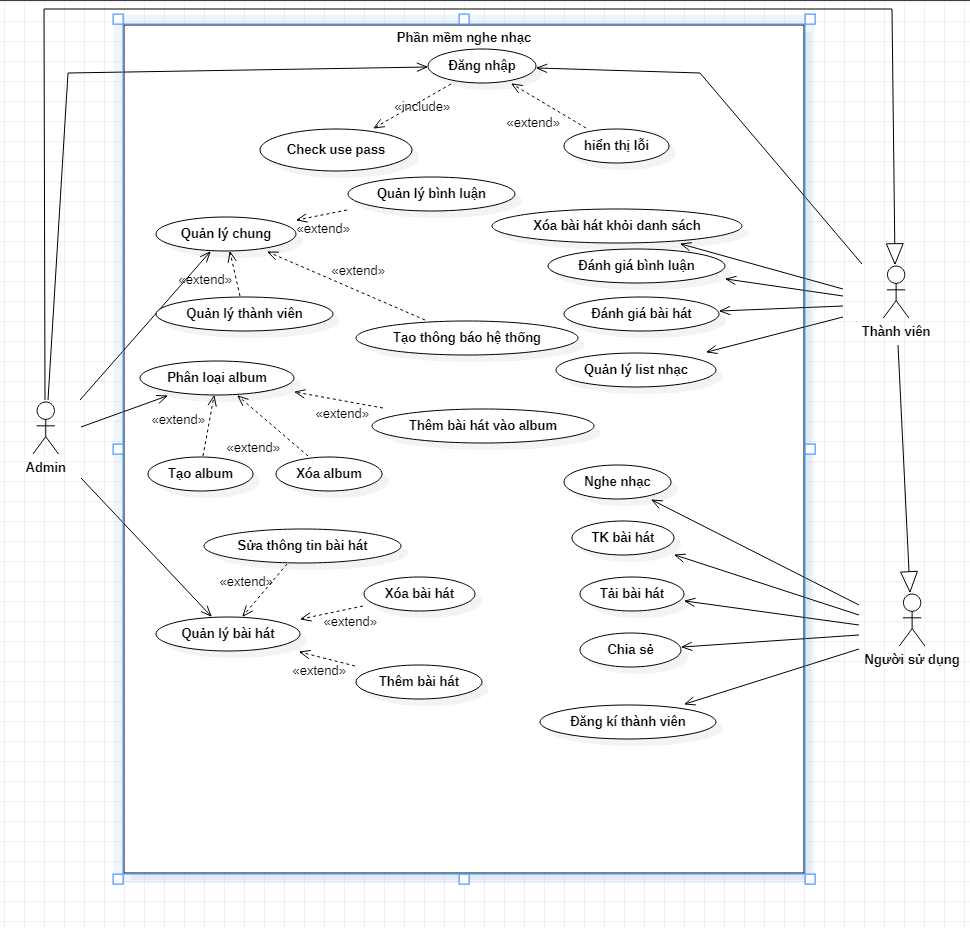 Phần mềm nghe nhạc
Đăng nhập
«include»
«extend»
Check use pass
hiển thị lỗi
Quản lý bình luận
Quản lý chung
«extend»
Xóa bài hát khỏi danh sách
Đánh giá bình luận
«extend»
«extend»
Quản lý thành viên
Đánh giá bài hát
Thành viên
Tạo thông báo hệ thống
Quản lý list nhạc
Phân loại album
«extend»
«extend»
Thêm bài hát vào album
«extend»
Admin
Tạo album
Xóa album
Nghe nhạc
Sửa thông tin bài hát
TK bài hát
«extend»
Xóa bài hát
Tải bài hát
«extend»
Quản lý bài hát
Chia sẻ
Người sử dụng
«extend»
Thêm bài hát
Đăng kí thành viên